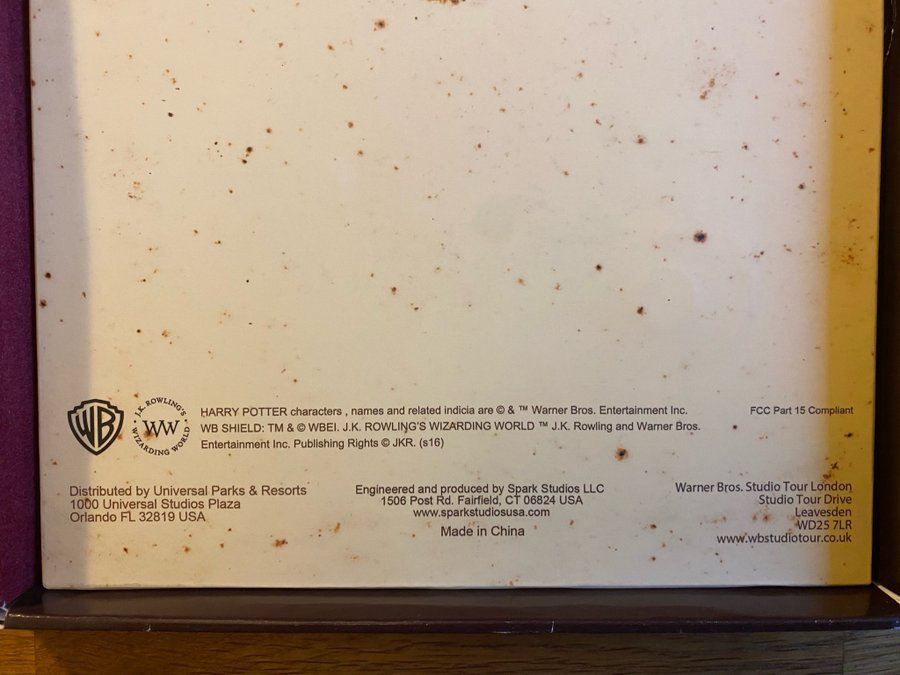 WB
J.K. ROWLING'S
WW
WIZARDING WORLD
HARRY POTTER characters , names and related indicia are © & ™ Warner Bros. Entertainment Inc.
WB SHIELD: TM & © WBEI. J.K. ROWLING'S WIZARDING WORLD ™ J.K. Rowling and Warner Bros.
Entertainment Inc. Publishing Rights © JKR. (s16)
FCC Part 15 Compliant
Distributed by Universal Parks & Resorts
1000 Universal Studios Plaza
Orlando FL 32819 USA
Engineered and produced by Spark Studios LLC
1506 Post Rd. Fairfield, CT 06824 USA
www.sparkstudiosusa.com
Made in China
Warner Bros. Studio Tour London
Studio Tour Drive
Leavesden
WD25 7LR
www.wbstudiotour.co.uk